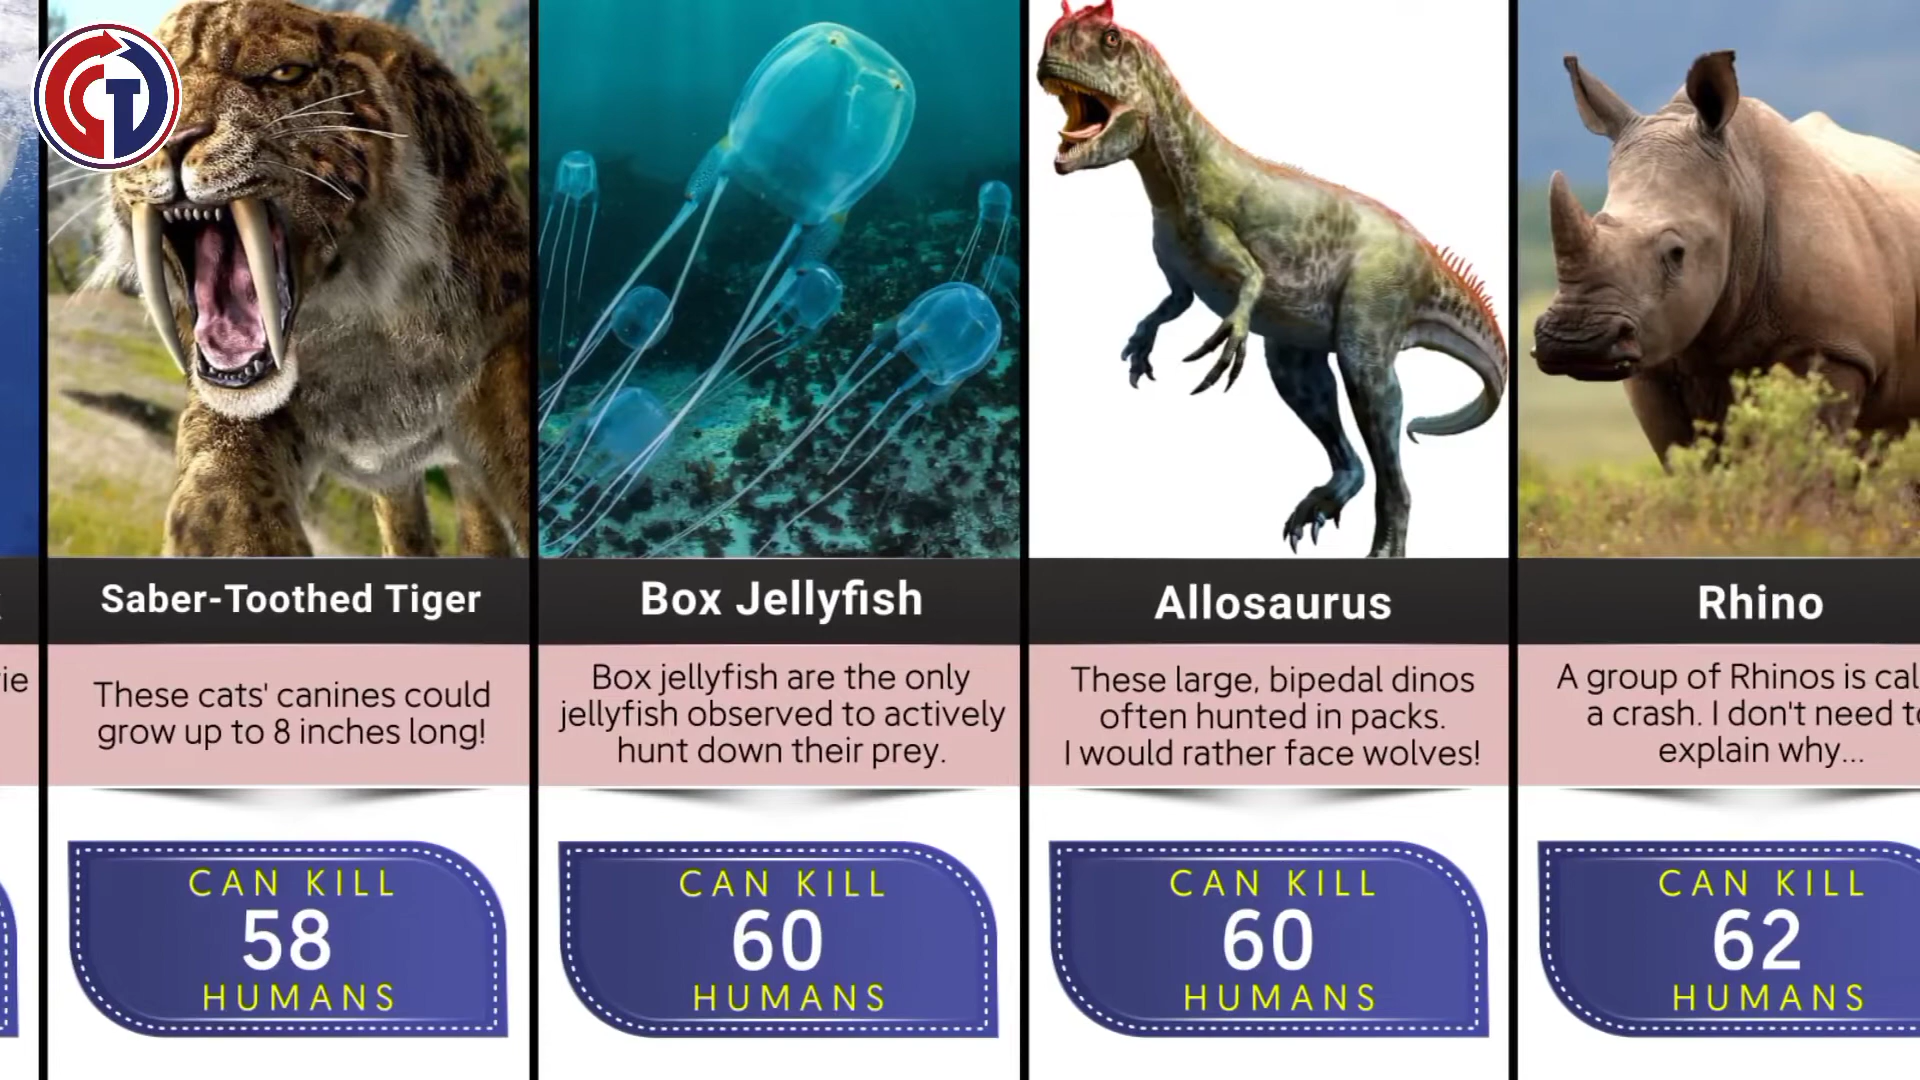 Saber-Toothed Tiger
These cats' canines could
grow up to 8 inches long!
CAN KILL
58
HUMANS
Box Jellyfish
Box jellyfish are the only
jellyfish observed to actively
hunt down their prey.
CAN KILL
60
HUMANS
Allosaurus
These large, bipedal dinos
often hunted in packs.
I would rather face wolves!
CAN KILL
60
HUMANS
Rhino
A group of Rhinos is cal
a crash. I don't need to
explain why...
CAN KILL
62
HUMANS